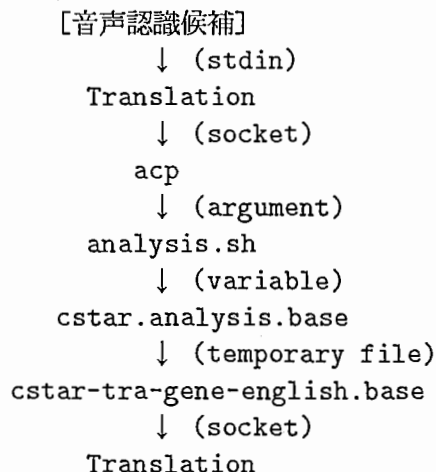 [音声認識候補]
↓ (stdin)
Translation
↓ (socket)
acp
↓ (argument)
analysis.sh
↓ (variable)
cstar.analysis.base
↓ (temporary file)
cstar-tra-gene-english.base
↓ (socket)
Translation